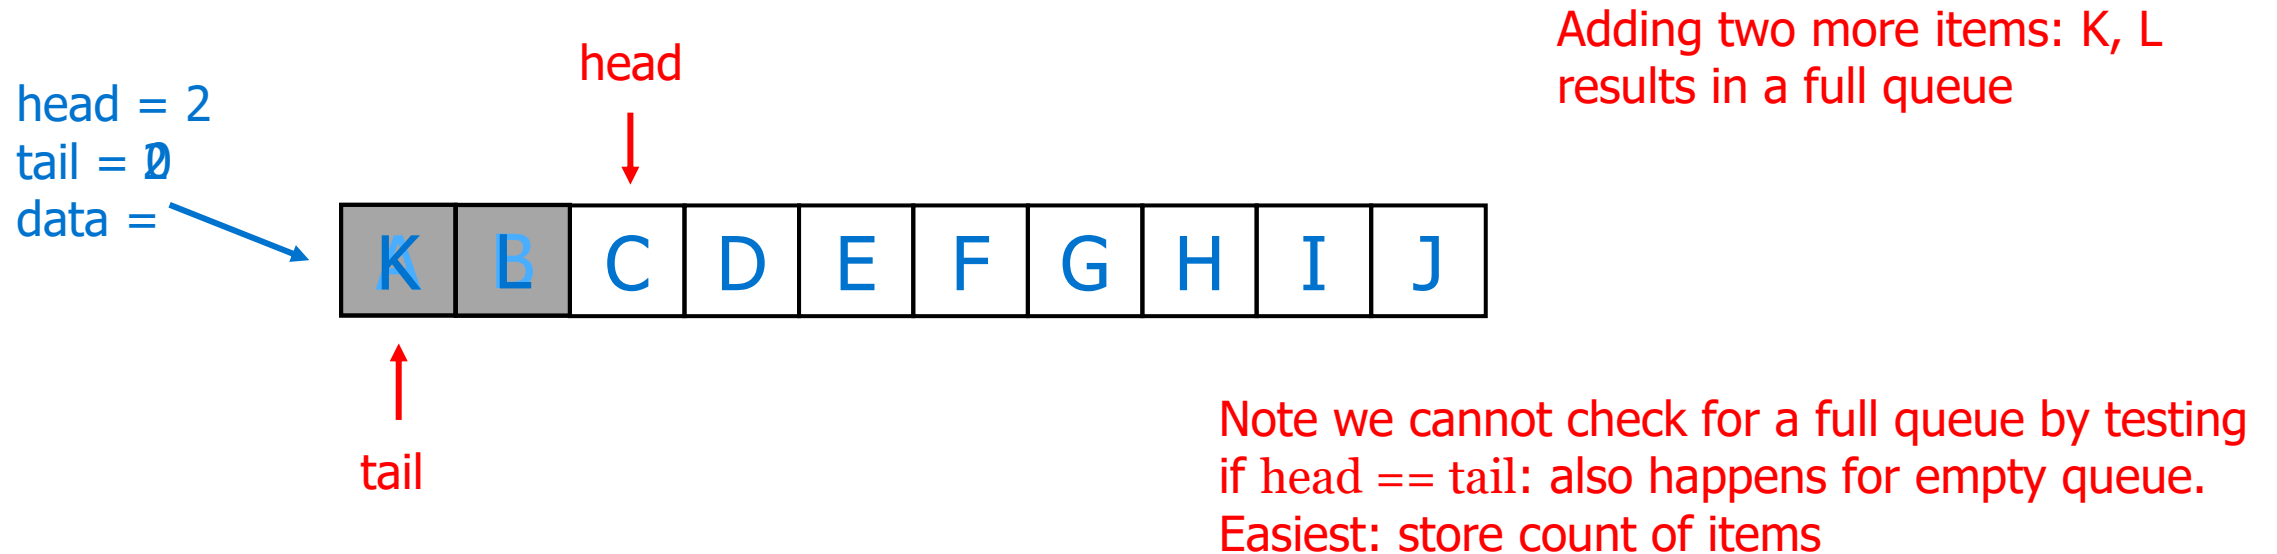 Adding two more items: K, L
results in a full queue
head
head = 2
tail = 20
data =
K L C D E F G H I J
A B
tail
Note we cannot check for a full queue by testing
if head == tail: also happens for empty queue.
Easiest: store count of items